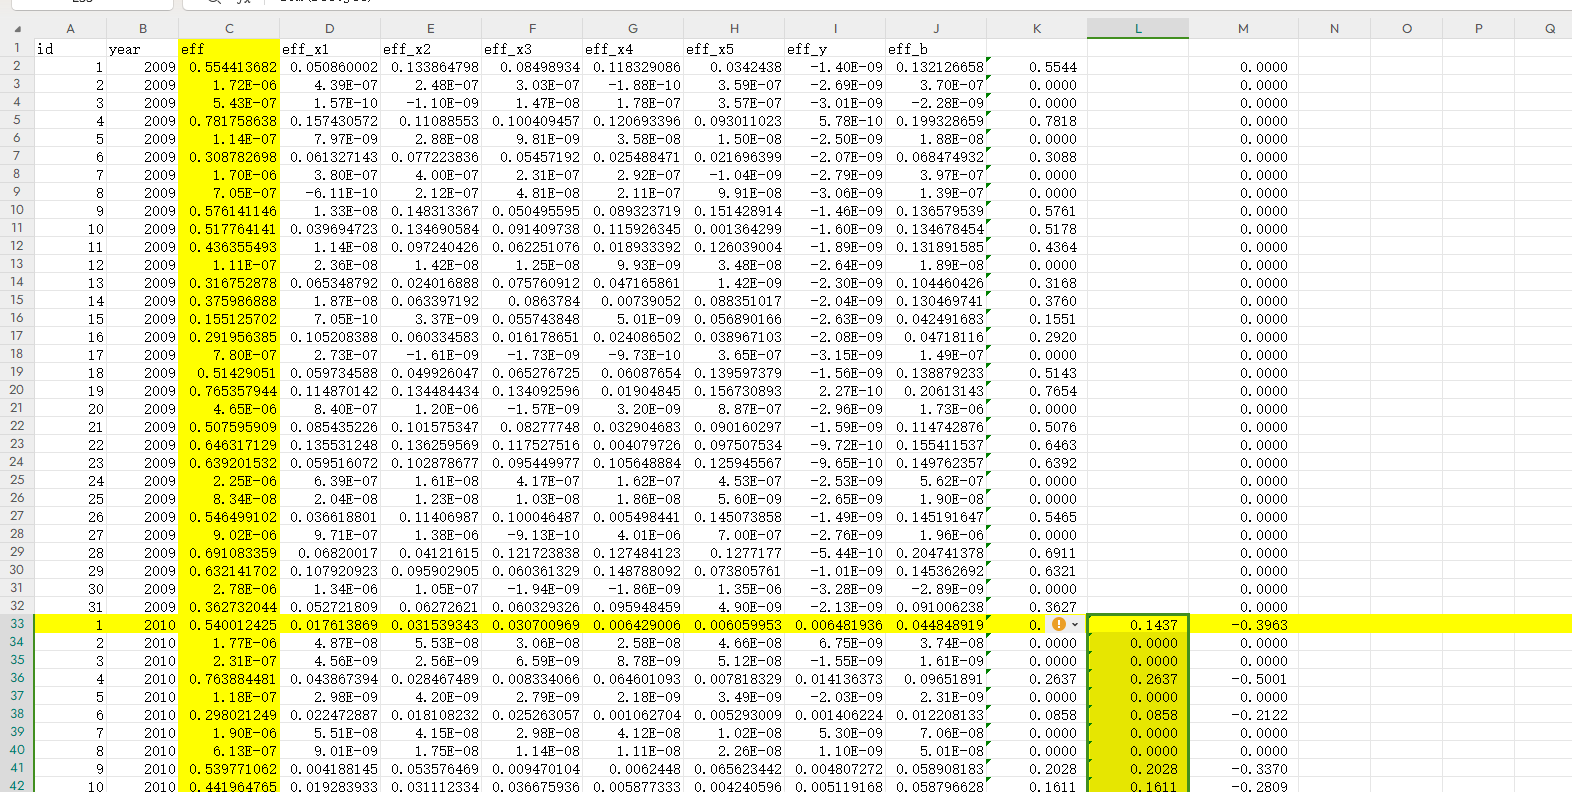 A B C D E F G H I J K L M N O P Q
1 id year eff eff_x1 eff_x2 eff_x3 eff_x4 eff_x5 eff_y eff_b
2 1 2009 0.554413682 0.050860002 0.133864798 0.08498934 0.118329086 0.0342438 -1.40E-09 0.132126658 0.5544 0.0000
3 2 2009 1.72E-06 4.39E-07 2.48E-07 3.03E-07 -1.88E-10 3.59E-07 -2.69E-09 3.70E-07 0.0000 0.0000
4 3 2009 5.43E-07 1.57E-10 -1.10E-09 1.47E-08 1.78E-07 3.57E-07 -3.01E-09 -2.28E-09 0.0000 0.0000
5 4 2009 0.781758638 0.157430572 0.11088553 0.100409457 0.120693396 0.093011023 5.78E-10 0.199328659 0.7818 0.0000
6 5 2009 1.14E-07 7.97E-09 2.88E-08 9.81E-09 3.58E-08 1.50E-08 -2.50E-09 1.88E-08 0.0000 0.0000
7 6 2009 0.308782698 0.061327143 0.077223836 0.05457192 0.025488471 0.021696399 -2.07E-09 0.068474932 0.3088 0.0000
8 7 2009 1.70E-06 3.80E-07 4.00E-07 2.31E-07 2.92E-07 -1.04E-09 -2.79E-09 3.97E-07 0.0000 0.0000
9 8 2009 7.05E-07 -6.11E-10 2.12E-07 4.81E-08 2.11E-07 9.91E-08 -3.06E-09 1.39E-07 0.0000 0.0000
10 9 2009 0.576141146 1.33E-08 0.148313367 0.050495595 0.089323719 0.151428914 -1.46E-09 0.136579539 0.5761 0.0000
11 10 2009 0.517764141 0.039694723 0.134690584 0.091409738 0.115926345 0.001364299 -1.60E-09 0.134678454 0.5178 0.0000
12 11 2009 0.436355493 1.14E-08 0.097240426 0.062251076 0.018933392 0.126039004 -1.89E-09 0.131891585 0.4364 0.0000
13 12 2009 1.11E-07 2.36E-08 1.42E-08 1.25E-08 9.93E-09 3.48E-08 -2.64E-09 1.89E-08 0.0000 0.0000
14 13 2009 0.316752878 0.065348792 0.024016888 0.075760912 0.047165861 1.42E-09 -2.30E-09 0.104460426 0.3168 0.0000
15 14 2009 0.375986888 1.87E-08 0.063397192 0.0863784 0.00739052 0.088351017 -2.04E-09 0.130469741 0.3760 0.0000
16 15 2009 0.155125702 7.05E-10 3.37E-09 0.055743848 5.01E-09 0.056890166 -2.63E-09 0.042491683 0.1551 0.0000
17 16 2009 0.291956385 0.105208388 0.060334583 0.016178651 0.024086502 0.038967103 -2.08E-09 0.04718116 0.2920 0.0000
18 17 2009 7.80E-07 2.73E-07 -1.61E-09 -1.73E-09 -9.73E-10 3.65E-07 -3.15E-09 1.49E-07 0.0000 0.0000
19 18 2009 0.51429051 0.059734588 0.049926047 0.065276725 0.06087654 0.139597379 -1.56E-09 0.138879233 0.5143 0.0000
20 19 2009 0.765357944 0.114870142 0.134484434 0.134092596 0.01904845 0.156730893 2.27E-10 0.20613143 0.7654 0.0000
21 20 2009 4.65E-06 8.40E-07 1.20E-06 -1.57E-09 3.20E-09 8.87E-07 -2.96E-09 1.73E-06 0.0000 0.0000
22 21 2009 0.507595909 0.085435226 0.101575347 0.08277748 0.032904683 0.090160297 -1.59E-09 0.114742876 0.5076 0.0000
23 22 2009 0.646317129 0.135531248 0.136259569 0.117527516 0.004079726 0.097507534 -9.72E-10 0.155411537 0.6463 0.0000
24 23 2009 0.639201532 0.059516072 0.102878677 0.095449977 0.105648884 0.125945567 -9.65E-10 0.149762357 0.6392 0.0000
25 24 2009 2.25E-06 6.39E-07 1.61E-08 4.17E-07 1.62E-07 4.53E-07 -2.53E-09 5.62E-07 0.0000 0.0000
26 25 2009 8.34E-08 2.04E-08 1.23E-08 1.03E-08 1.86E-08 5.60E-09 -2.65E-09 1.90E-08 0.0000 0.0000
27 26 2009 0.546499102 0.036618801 0.11406987 0.100046487 0.005498441 0.145073858 -1.49E-09 0.145191647 0.5465 0.0000
28 27 2009 9.02E-06 9.71E-07 1.38E-06 -9.13E-10 4.01E-06 7.00E-07 -2.76E-09 1.96E-06 0.0000 0.0000
29 28 2009 0.691083359 0.06820017 0.04121615 0.121723838 0.127484123 0.1277177 -5.44E-10 0.204741378 0.6911 0.0000
30 29 2009 0.632141702 0.107920923 0.095902905 0.060361329 0.148788092 0.073805761 -1.01E-09 0.145362692 0.6321 0.0000
31 30 2009 2.78E-06 1.34E-06 1.05E-07 -1.94E-09 -1.86E-09 1.35E-06 -3.28E-09 -2.89E-09 0.0000 0.0000
32 31 2009 0.362732044 0.052721809 0.06272621 0.060329326 0.095948459 4.90E-09 -2.13E-09 0.091006238 0.3627 0.0000
33 1 2010 0.540012425 0.017613869 0.031539343 0.030700969 0.006429006 0.006059953 0.006481936 0.044848919 0. 0.1437 -0.3963
34 2 2010 1.77E-06 4.87E-08 5.53E-08 3.06E-08 2.58E-08 4.66E-08 6.75E-09 3.74E-08 0.0000 0.0000 0.0000
35 3 2010 2.31E-07 4.56E-09 2.56E-09 6.59E-09 8.78E-09 5.12E-08 -1.55E-09 1.61E-09 0.0000 0.0000 0.0000
36 4 2010 0.763884481 0.043867394 0.028467489 0.008334066 0.064601093 0.007818329 0.014136373 0.09651891 0.2637 0.2637 -0.5001
37 5 2010 1.18E-07 2.98E-09 4.20E-09 2.79E-09 2.18E-09 3.49E-09 -2.03E-09 2.31E-09 0.0000 0.0000 0.0000
38 6 2010 0.298021249 0.022472887 0.018108232 0.025263057 0.001062704 0.005293009 0.001406224 0.012208133 0.0858 0.0858 -0.2122
39 7 2010 1.90E-06 5.51E-08 4.15E-08 2.98E-08 4.12E-08 1.02E-08 5.30E-09 7.06E-08 0.0000 0.0000 0.0000
40 8 2010 6.13E-07 9.01E-09 1.75E-08 1.14E-08 1.11E-08 2.26E-08 1.10E-09 5.01E-08 0.0000 0.0000 0.0000
41 9 2010 0.539771062 0.004188145 0.053576469 0.009470104 0.0062448 0.065623442 0.004807272 0.058908183 0.2028 0.2028 -0.3370
42 10 2010 0.441964765 0.019283933 0.031112334 0.036675936 0.005877333 0.004240596 0.005119168 0.058796628 0.1611 0.1611 -0.2809